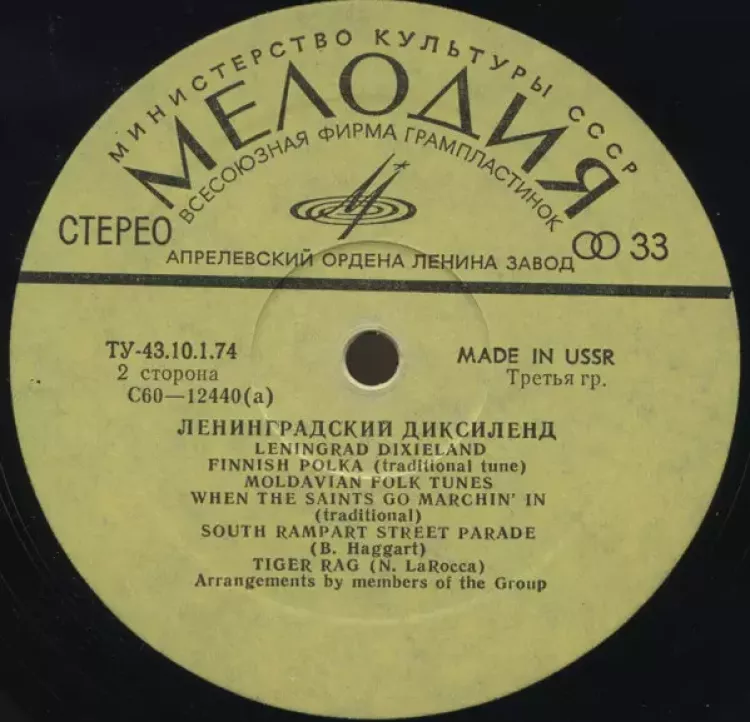 МИНИСТЕРСТВО КУЛЬТУРЫ СССР
МЕЛОДИЯ
ВСЕСОЮЗНАЯ ФИРМА ГРАМПЛАСТИНОК
СТЕРЕО
33
АПРЕЛЕВСКИЙ ОРДЕНА ЛЕНИНА ЗАВОД
ТУ-43.10.1.74
MADE IN USSR
2 сторона
Третья гр.
С60—12440(а)
ЛЕНИНГРАДСКИЙ ДИКСИЛЕНД
LENINGRAD DIXIELAND
FINNISH POLKA (traditional tune)
MOLDAVIAN FOLK TUNES
WHEN THE SAINTS GO MARCHIN' IN
(traditional)
SOUTH RAMPART STREET PARADE
(B. Haggart)
TIGER RAG (N. LaRocca)
Arrangements by members of the Group